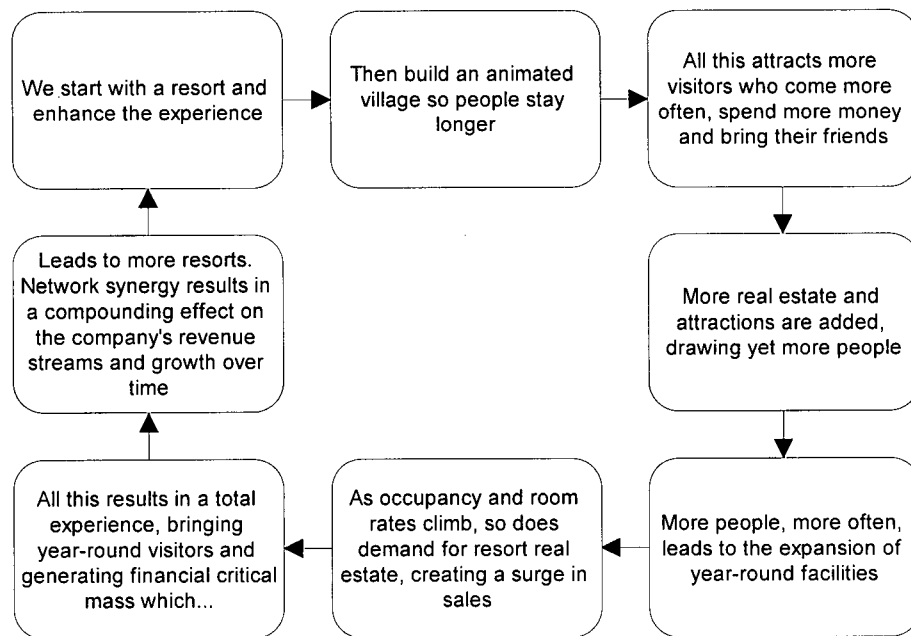 We start with a resort and
enhance the experience
Then build an animated
village so people stay
longer
All this attracts more
visitors who come more
often, spend more money
and bring their friends
More real estate and
attractions are added,
drawing yet more people
More people, more often,
leads to the expansion of
year-round facilities
As occupancy and room
rates climb, so does
demand for resort real
estate, creating a surge in
sales
All this results in a total
experience, bringing
year-round visitors and
generating financial critical
mass which...
Leads to more resorts.
Network synergy results in
a compounding effect on
the company's revenue
streams and growth over
time